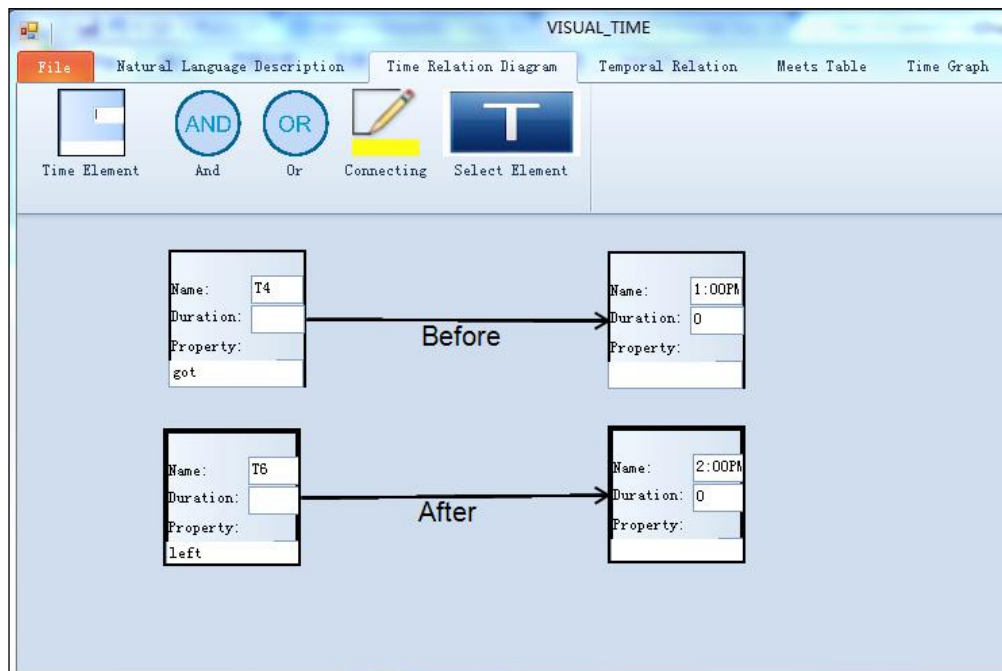 VISUAL_TIME
File Natural Language Description Time Relation Diagram Temporal Relation Meets Table Time Graph
AND OR T
Time Element And Or Connecting Select Element
Name: T4 Name: 1:00PM
Duration: Duration: 0
Before
Property: Property:
got
Name: T6 Name: 2:00PM
Duration: Duration: 0
After
Property: Property:
left